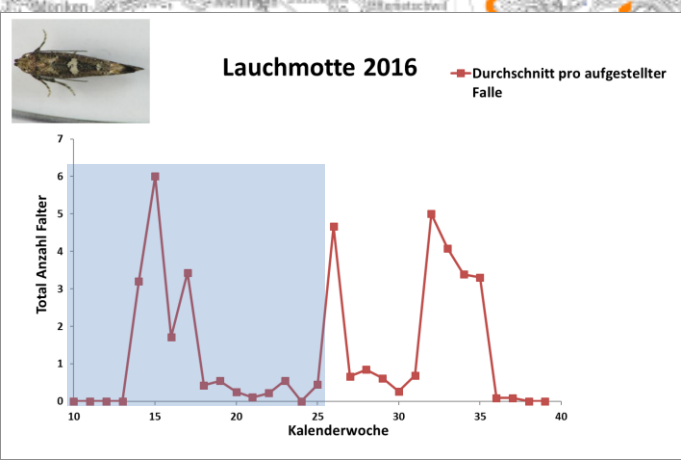 Lauchmotte 2016
Durchschnitt pro aufgestellter
Falle
Total Anzahl Falter
7
6
5
4
3
2
1
0
10 15 20 25 30 35 40
Kalenderwoche